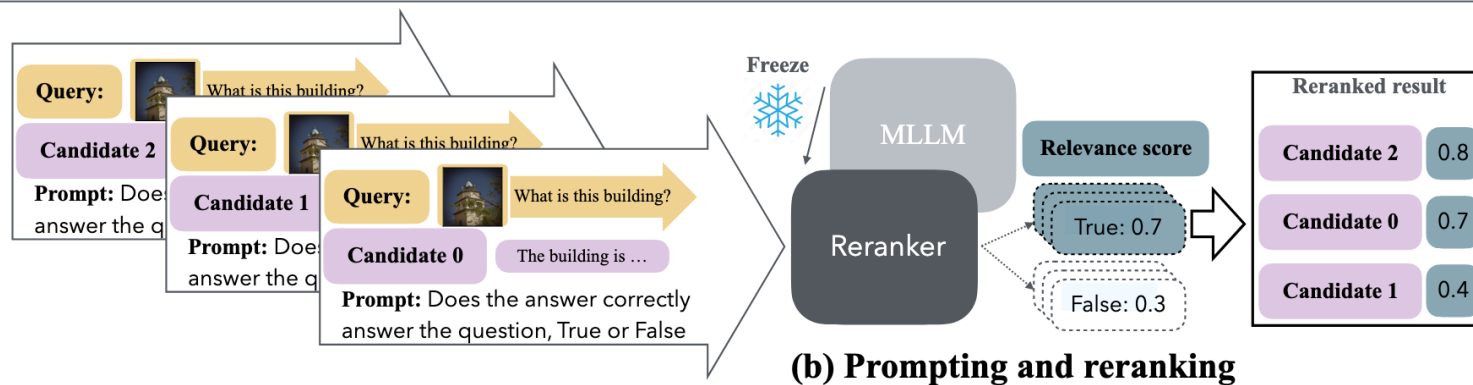 Query:
What is this building?
Candidate 2
Prompt: Does
answer the q
Query:
What is this building?
Candidate 1
Prompt: Does
answer the q
Query:
What is this building?
Candidate 0
The building is …
Prompt: Does the answer correctly
answer the question, True or False
Freeze
MLLM
Reranker
Relevance score
True: 0.7
False: 0.3
Reranked result
Candidate 2 0.8
Candidate 0 0.7
Candidate 1 0.4
(b) Prompting and reranking